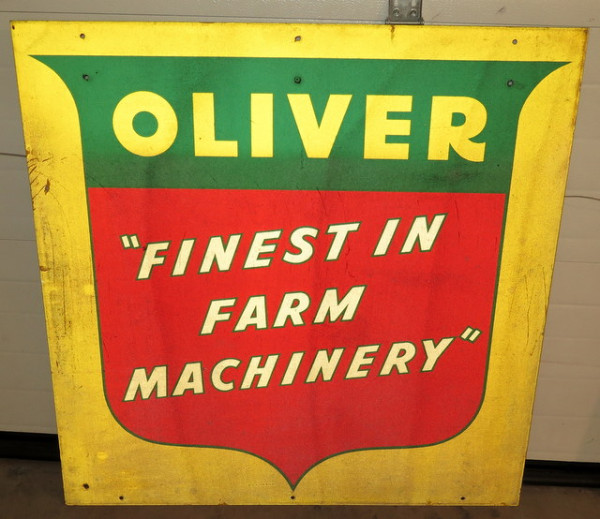 OLIVER
"FINEST IN
FARM
MACHINERY"